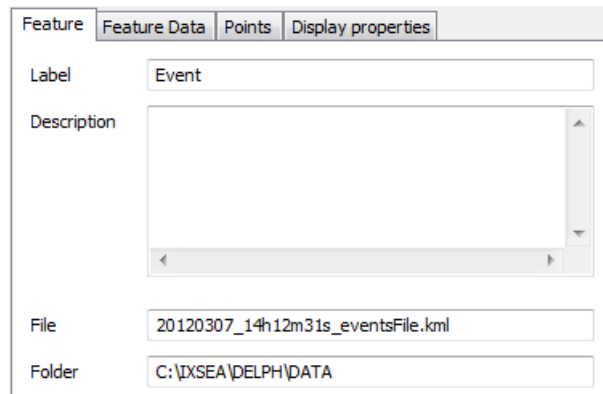 Feature Feature Data Points Display properties
Label Event
Description
File 20120307_14h12m31s_eventsFile.kml
Folder C:\IXSEA\DELPH\DATA